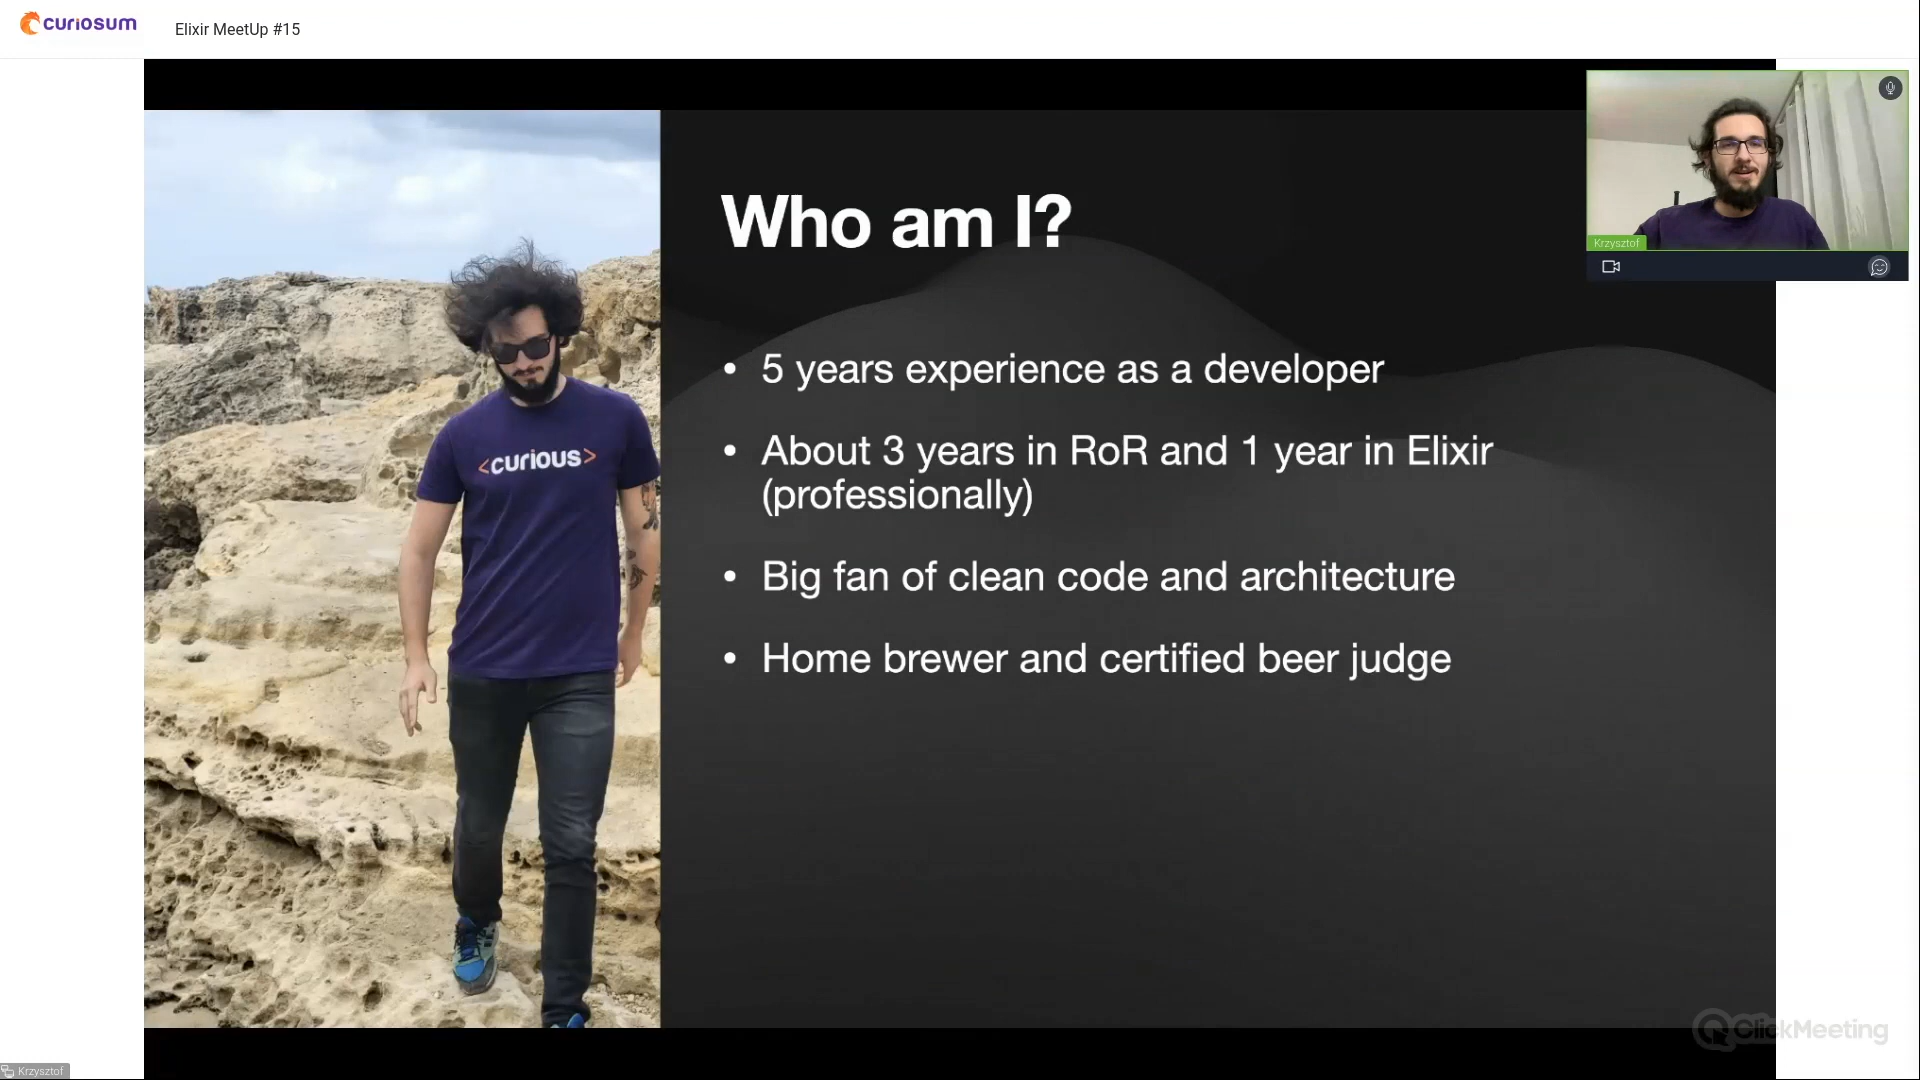 curiosum
Elixir MeetUp #15
Krzysztof
Who am I?
<curious>
• 5 years experience as a developer
• About 3 years in RoR and 1 year in Elixir
(professionally)
• Big fan of clean code and architecture
• Home brewer and certified beer judge
ClickMeeting
Krzysztof